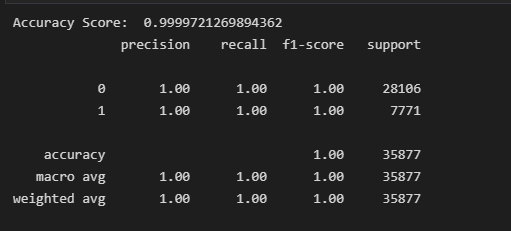 Accuracy Score:  0.9999721269894362
              precision    recall  f1-score   support

           0       1.00      1.00      1.00     28106
           1       1.00      1.00      1.00      7771

    accuracy                           1.00     35877
   macro avg       1.00      1.00      1.00     35877
weighted avg       1.00      1.00      1.00     35877